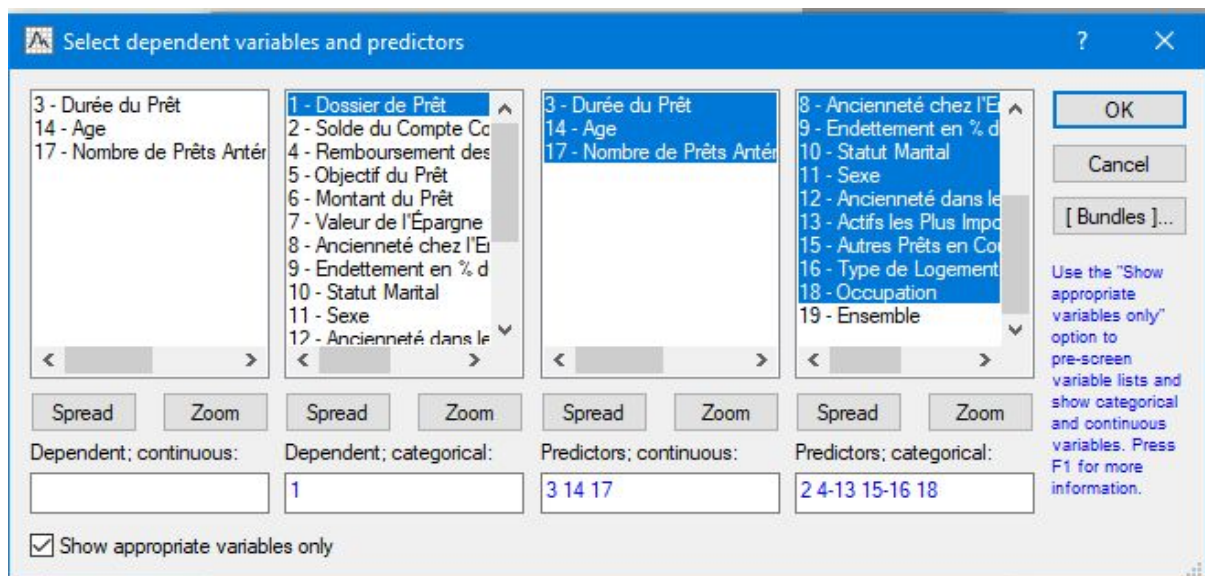 Select dependent variables and predictors
?
3 - Durée du Prêt
14 - Age
17 - Nombre de Prêts Antér
1 - Dossier de Prêt
2 - Solde du Compte Co
4 - Remboursement des
5 - Objectif du Prêt
6 - Montant du Prêt
7 - Valeur de l'Épargne
8 - Ancienneté chez l'E
9 - Endettement en % d
10 - Statut Marital
11 - Sexe
12 - Ancienneté dans le
3 - Durée du Prêt
14 - Age
17 - Nombre de Prêts Antér
8 - Ancienneté chez l'E
9 - Endettement en % d
10 - Statut Marital
11 - Sexe
12 - Ancienneté dans le
13 - Actifs les Plus Impo
15 - Autres Prêts en Cou
16 - Type de Logement
18 - Occupation
19 - Ensemble
OK
Cancel
[ Bundles ]...
Use the "Show
appropriate
variables only"
option to
pre-screen
variable lists and
show categorical
and continuous
variables. Press
F1 for more
information.
Spread Zoom Spread Zoom Spread Zoom Spread Zoom
Dependent; continuous: Dependent; categorical: Predictors; continuous: Predictors; categorical:
1 3 14 17 2 4-13 15-16 18
Show appropriate variables only